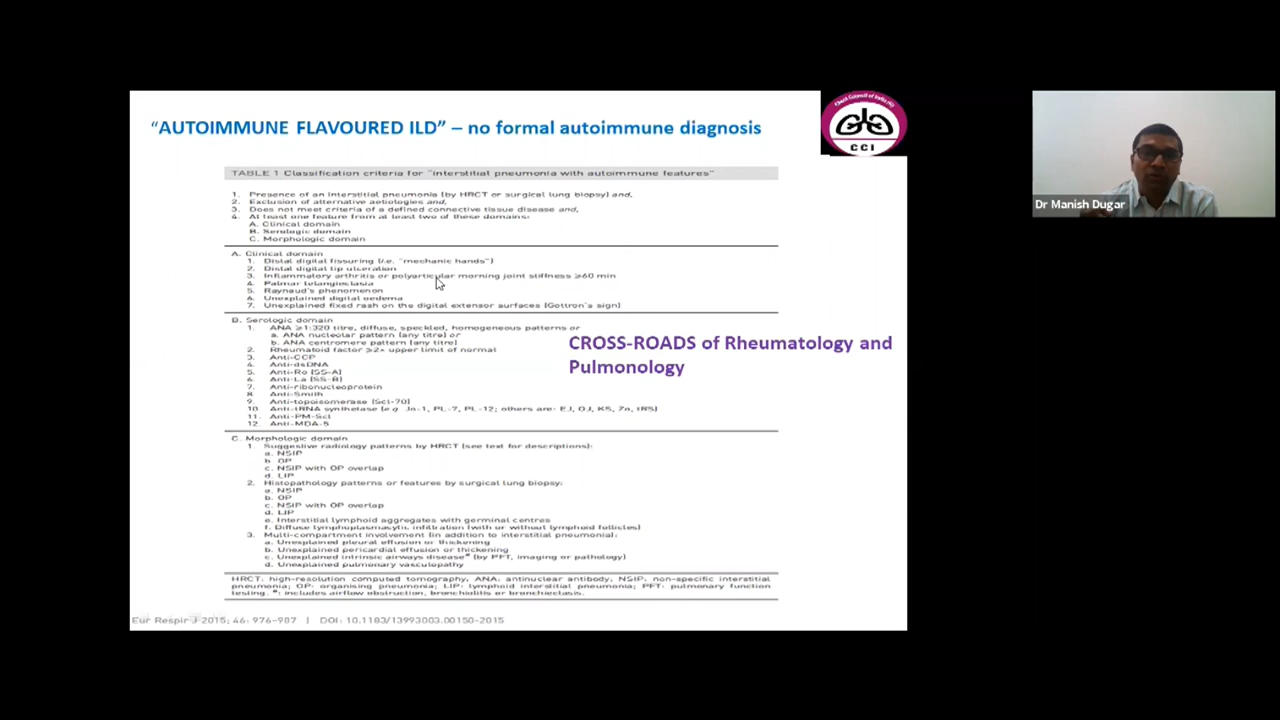 "AUTOIMMUNE FLAVOURED ILD" – no formal autoimmune diagnosis
Chest Council of India
CCI
Dr Manish Dugar
TABLE 1 Classification criteria for "interstitial pneumonia with autoimmune features"
1. Presence of an interstitial pneumonia (by HRCT or surgical lung biopsy) and,
2. Exclusion of alternative aetiologies and,
3. Does not meet criteria of a defined connective tissue disease and,
4. At least one feature from at least two of these domains:
A. Clinical domain
B. Serologic domain
C. Morphologic domain
A. Clinical domain
1. Distal digital fissuring (i.e. "mechanic hands")
2. Distal digital tip ulceration
3. Inflammatory arthritis or polyarticular morning joint stiffness ≥60 min
4. Palmar telangiectasia
5. Raynaud's phenomenon
6. Unexplained digital oedema
7. Unexplained fixed rash on the digital extensor surfaces (Gottron's sign)
B. Serologic domain
1. ANA ≥1:320 titre, diffuse, speckled, homogeneous patterns or
a. ANA nucleolar pattern (any titre) or
b. ANA centromere pattern (any titre)
2. Rheumatoid factor ≥2× upper limit of normal
3. Anti-CCP
4. Anti-dsDNA
5. Anti-Ro (SS-A)
6. Anti-La (SS-B)
7. Anti-ribonucleoprotein
8. Anti-Smith
9. Anti-topoisomerase (Scl-70)
10. Anti-tRNA synthetase (e.g. Jo-1, PL-7, PL-12; others are: EJ, OJ, KS, Zo, tRS)
11. Anti-PM-Scl
12. Anti-MDA-5
CROSS-ROADS of Rheumatology and
Pulmonology
C. Morphologic domain
1. Suggestive radiology patterns by HRCT (see text for descriptions):
a. NSIP
b. OP
c. NSIP with OP overlap
d. LIP
2. Histopathology patterns or features by surgical lung biopsy:
a. NSIP
b. OP
c. NSIP with OP overlap
d. LIP
e. Interstitial lymphoid aggregates with germinal centres
f. Diffuse lymphoplasmacytic infiltration (with or without lymphoid follicles)
3. Multi-compartment involvement (in addition to interstitial pneumonia):
a. Unexplained pleural effusion or thickening
b. Unexplained pericardial effusion or thickening
c. Unexplained intrinsic airways disease# (by PFT, imaging or pathology)
d. Unexplained pulmonary vasculopathy
HRCT: high-resolution computed tomography; ANA: antinuclear antibody; NSIP: non-specific interstitial
pneumonia; OP: organising pneumonia; LIP: lymphoid interstitial pneumonia; PFT: pulmonary function
testing. #: includes airflow obstruction, bronchiolitis or bronchiectasis.
Eur Respir J 2015; 46: 976–987 | DOI: 10.1183/13993003.00150-2015